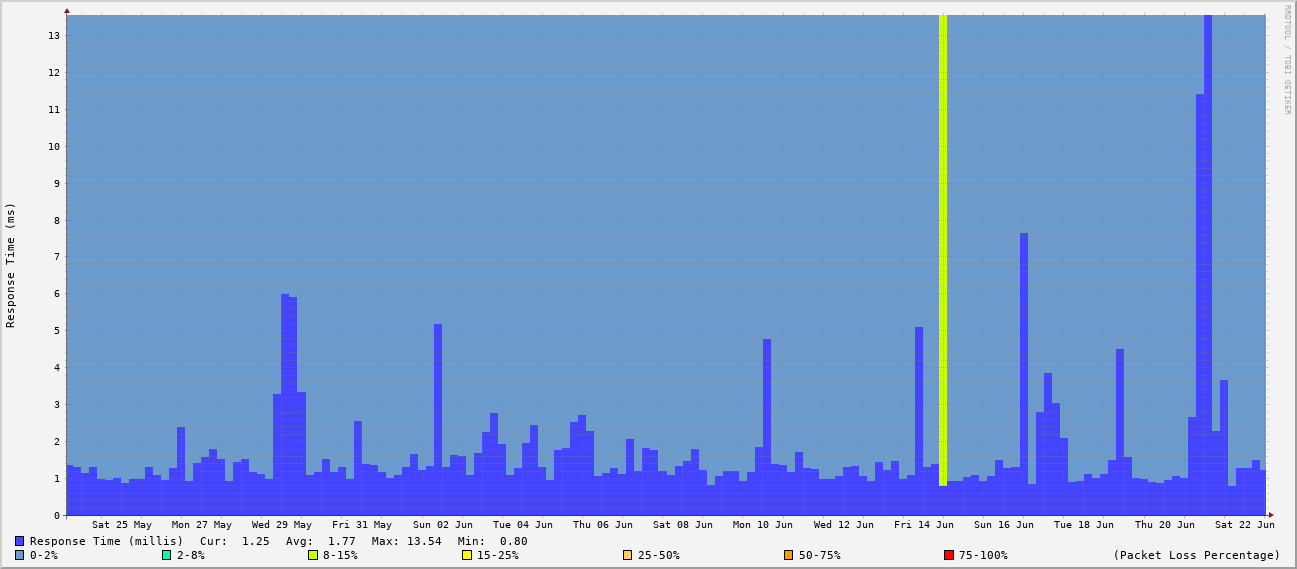 RRDTOOL / TOBI OETIKER
Response Time (ms)
13
12
11
10
9
8
7
6
5
4
3
2
1
0
Sat 25 May Mon 27 May Wed 29 May Fri 31 May Sun 02 Jun Tue 04 Jun Thu 06 Jun Sat 08 Jun Mon 10 Jun Wed 12 Jun Fri 14 Jun Sun 16 Jun Tue 18 Jun Thu 20 Jun Sat 22 Jun
Response Time (millis) Cur: 1.25 Avg: 1.77 Max: 13.54 Min: 0.80
0-2% 2-8% 8-15% 15-25% 25-50% 50-75% 75-100% (Packet Loss Percentage)